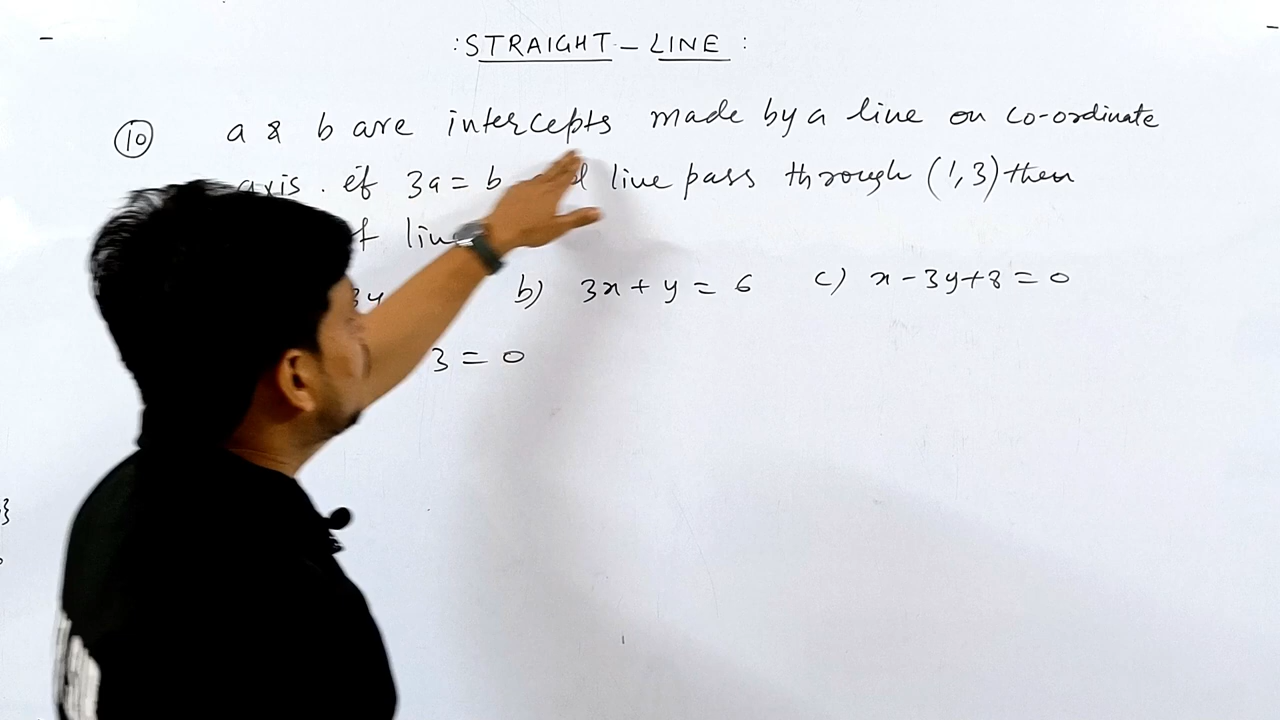 : STRAIGHT - LINE :
(10) a & b are intercepts made by a line on co-ordinate
axis. if 3a = b line pass through (1, 3) then
line
b) 3x + y = 6 c) x - 3y + 8 = 0
3 = 0